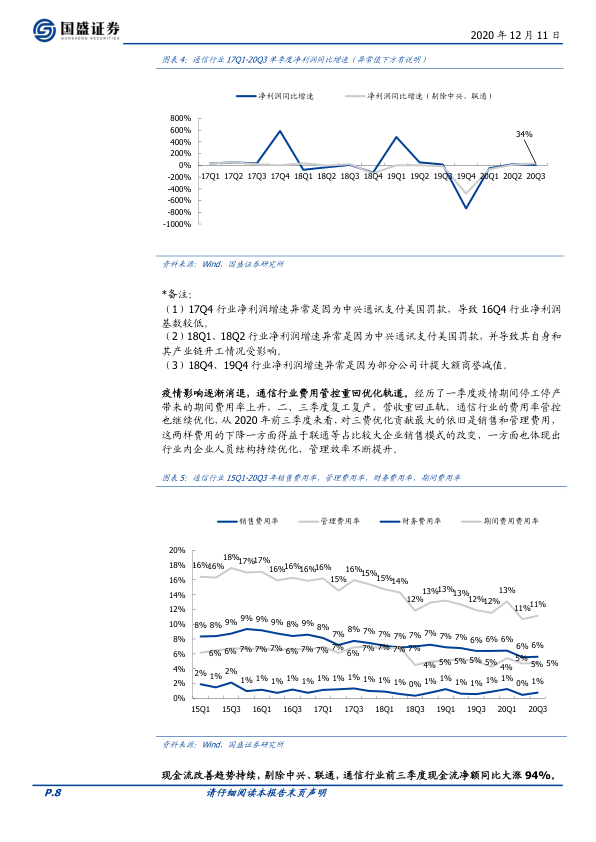 国盛证券
GUOSHENG SECURITIES
2020 年 12 月 11 日
图表 4：通信行业 17Q1-20Q3 单季度净利润同比增速（异常值下方有说明）
净利润同比增速
净利润同比增速（剔除中兴、联通）
800%
600%
400%
200%
0%
-200%
-400%
-600%
-800%
-1000%
34%
17Q1 17Q2 17Q3 17Q4 18Q1 18Q2 18Q3 18Q4 19Q1 19Q2 19Q3 19Q4 20Q1 20Q2 20Q3
资料来源：Wind，国盛证券研究所
*备注：
（1）17Q4 行业净利润增速异常是因为中兴通讯支付美国罚款，导致 16Q4 行业净利润
基数较低。
（2）18Q1、18Q2 行业净利润增速异常是因为中兴通讯支付美国罚款，并导致其自身和
其产业链开工情况受影响。
（3）18Q4、19Q4 行业净利润增速异常是因为部分公司计提大额商誉减值。
疫情影响逐渐消退，通信行业费用管控重回优化轨道。经历了一季度疫情期间停工停产
带来的期间费用率上升，二、三季度复工复产，营收重回正轨，通信行业的费用率管控
也继续优化，从 2020 年前三季度来看，对三费优化贡献最大的依旧是销售和管理费用，
这两样费用的下降一方面得益于联通等占比较大企业销售模式的改变，一方面也体现出
行业内企业人员结构持续优化，管理效率不断提升。
图表 5：通信行业 15Q1-20Q3 年销售费用率，管理费用率，财务费用率，期间费用率
销售费用率
管理费用率
财务费用率
期间费用费用率
20%
18%
16%
14%
12%
10%
8%
6%
4%
2%
0%
16% 16% 18% 17% 17% 16% 16% 16% 16% 15% 16% 15% 15% 14% 12% 13% 13% 13% 12% 12% 13% 11% 11%
8% 8% 9% 9% 9% 9% 8% 9% 8% 7% 8% 7% 7% 7% 7% 7% 7% 7% 6% 6% 6% 6% 6%
6% 6% 7% 7% 7% 6% 7% 7% 7% 6% 7% 7% 7% 7% 4% 5% 5% 5% 5% 4% 5% 5% 5%
2% 1% 2% 1% 1% 1% 1% 1% 1% 1% 1% 1% 1% 1% 0% 1% 1% 1% 1% 1% 1% 0% 1%
15Q1 15Q3 16Q1 16Q3 17Q1 17Q3 18Q1 18Q3 19Q1 19Q3 20Q1 20Q3
资料来源：Wind，国盛证券研究所
现金流改善趋势持续，剔除中兴、联通，通信行业前三季度现金流净额同比大涨 94%。
P.8
请仔细阅读本报告末页声明